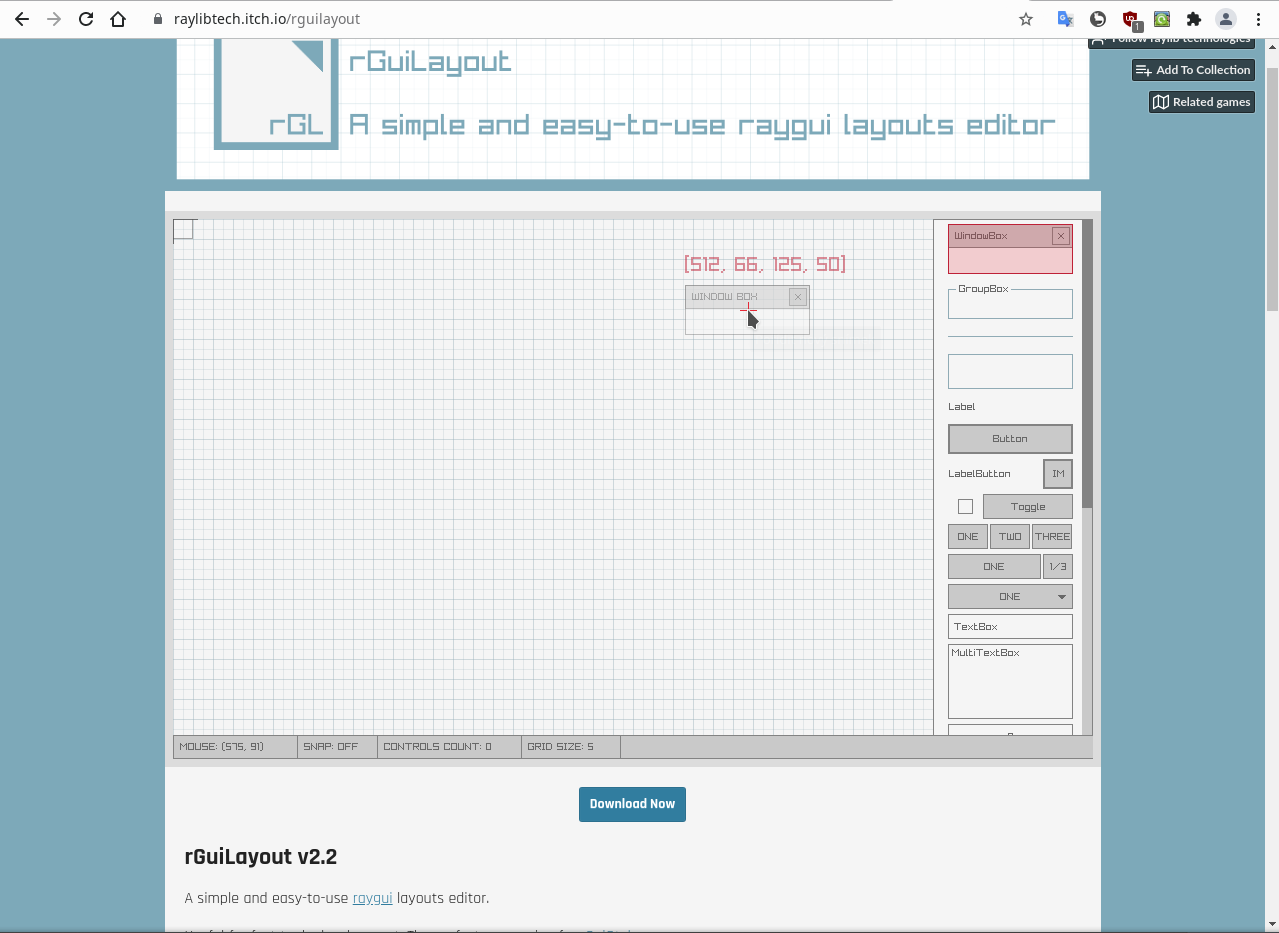 raylibtech.itch.io/rguilayout
1
Follow raylib technologies
Add To Collection
Related games
rGuiLayout
rGL
A simple and easy-to-use raygui layouts editor
[512, 66, 125, 50]
WINDOW BOX
WindowBox
GroupBox
Label
Button
LabelButton
IM
Toggle
ONE TWO THREE
ONE 1/3
ONE
TextBox
MultiTextBox
MOUSE: (575, 91) SNAP: OFF CONTROLS COUNT: 0 GRID SIZE: 5
Download Now
rGuiLayout v2.2
A simple and easy-to-use raygui layouts editor.